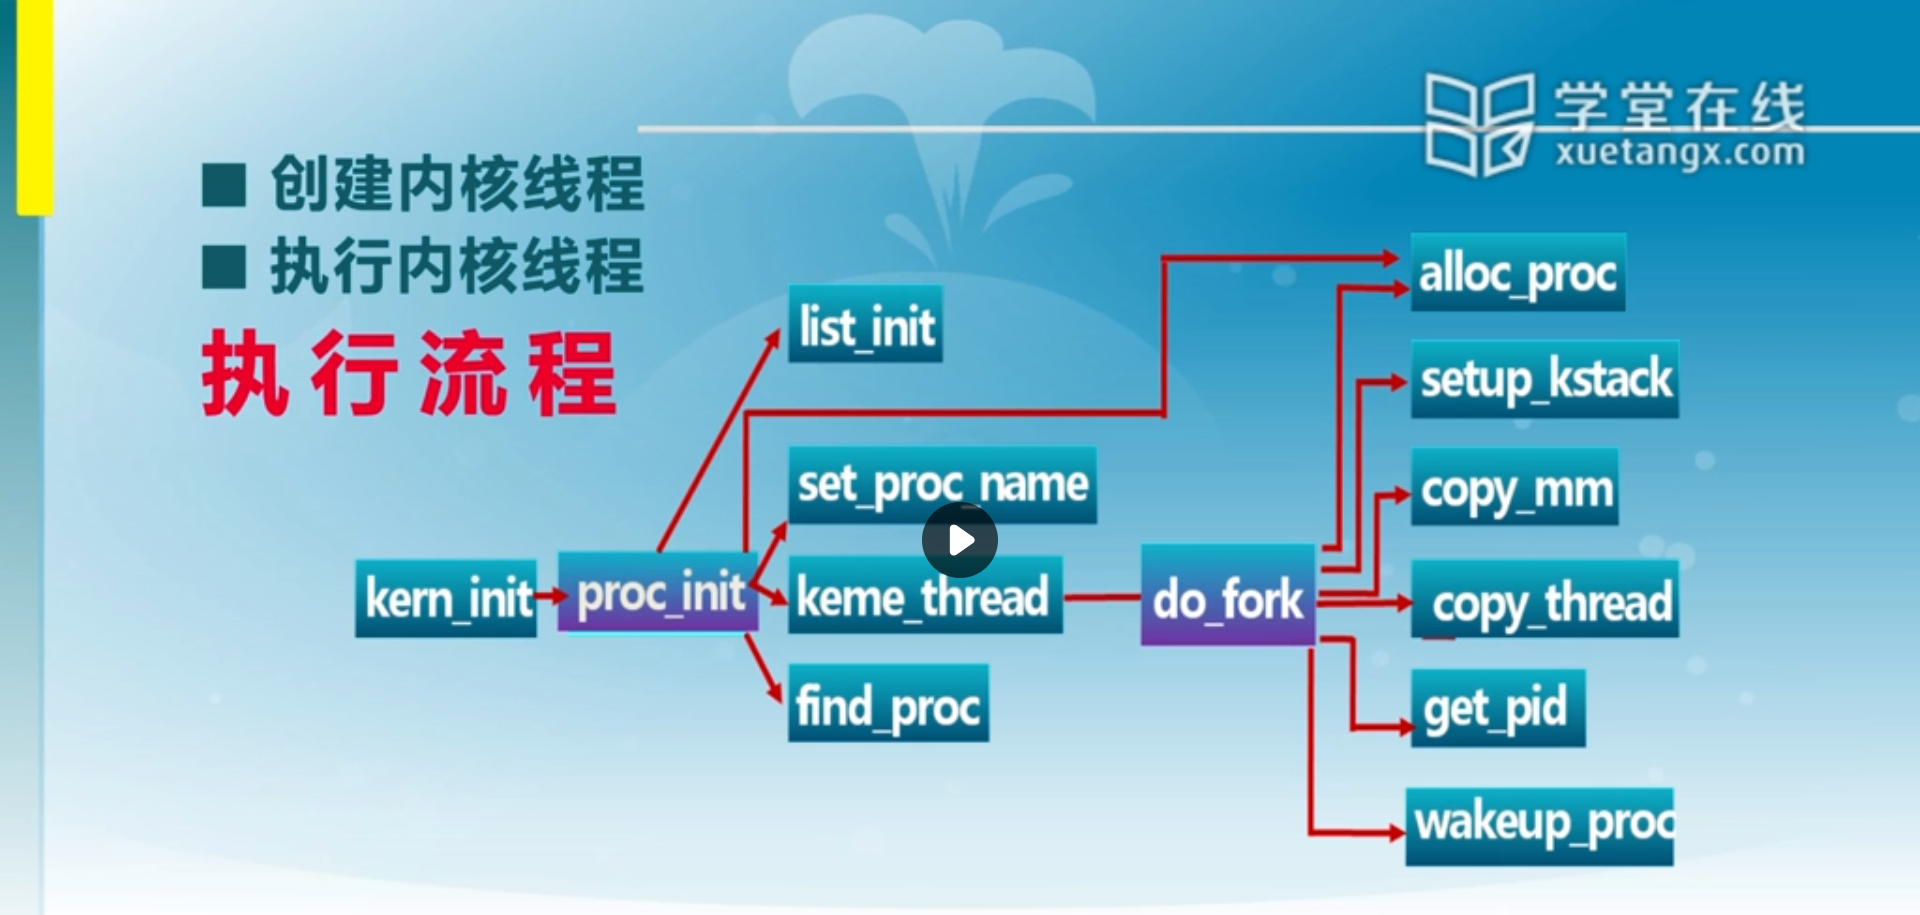 学堂在线
xuetangx.com
■ 创建内核线程
■ 执行内核线程
执行流程
list_init
set_proc_name
kern_init
proc_init
keme_thread
find_proc
do_fork
alloc_proc
setup_kstack
copy_mm
copy_thread
get_pid
wakeup_proc